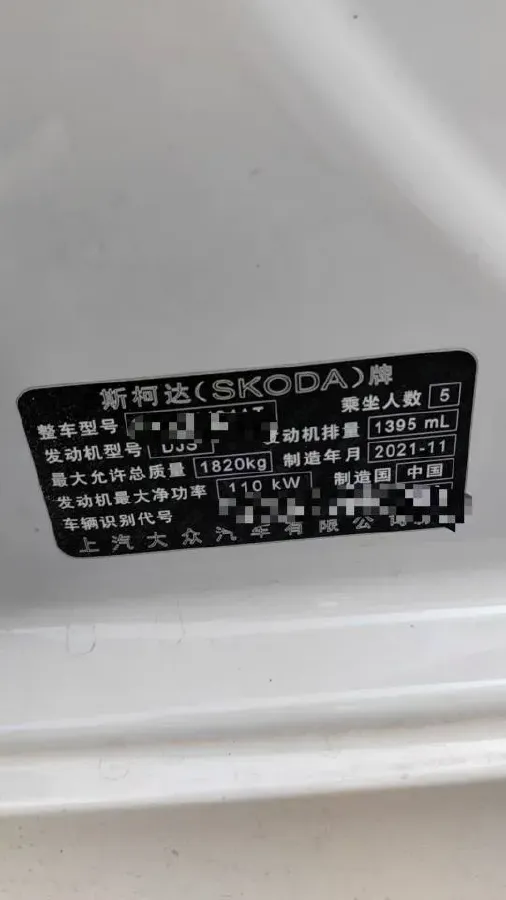 斯柯达(SKODA)牌
整车型号 乘坐人数 5
发动机型号 DJS 发动机排量 1395 mL
最大允许总质量 1820kg 制造年月 2021-11
发动机最大净功率 110 kW 制造国 中国
车辆识别代号
上汽大众汽车有限公司